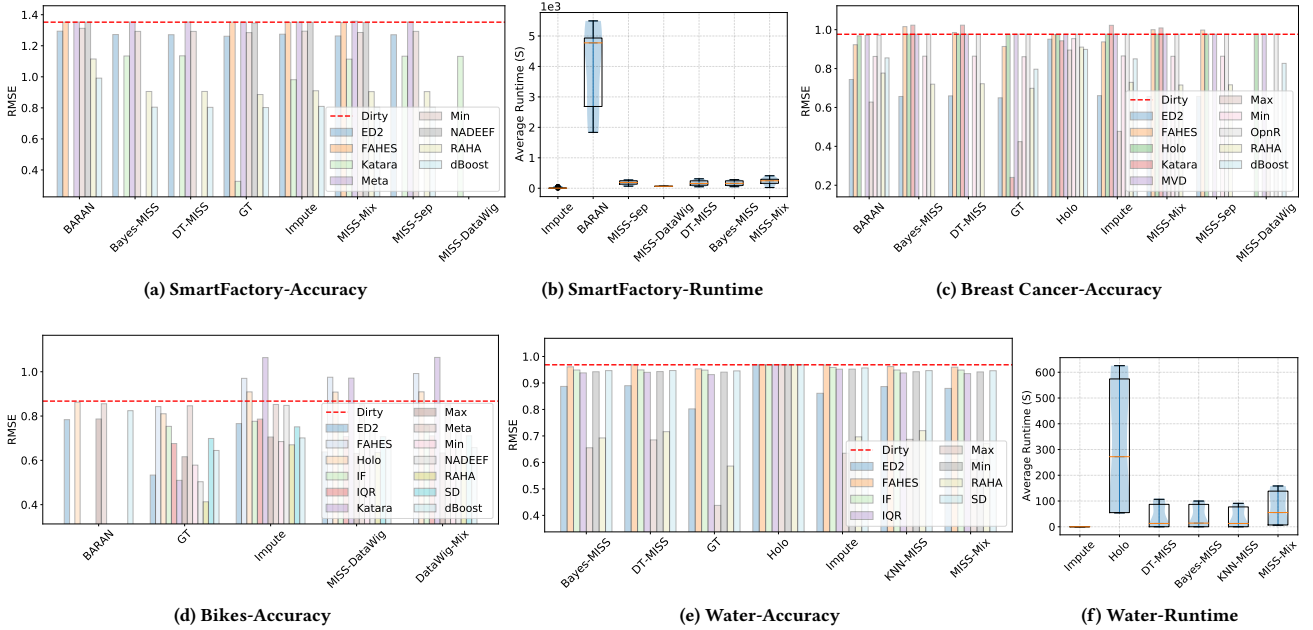 1e3
RMSE
1.4
1.3
1.2
1.0
0.8
0.6
0.4
Dirty
ED2
FAHES
Katara
Meta
Min
NADEEF
RAHA
dBoost
BARAN
Bayes-MISS
DT-MISS
GT
Impute
MISS-Mix
MISS-Sep
MISS-DataWig
(a) SmartFactory-Accuracy
Average Runtime (S)
5
4
3
2
1
0
Impute
BARAN
MISS-Sep
MISS-DataWig
DT-MISS
Bayes-MISS
MISS-Mix
(b) SmartFactory-Runtime
RMSE
1.0
0.8
0.6
0.4
0.2
Dirty
ED2
FAHES
Holo
Katara
MVD
Max
Min
OpnR
RAHA
dBoost
BARAN
Bayes-MISS
DT-MISS
GT
Holo
Impute
MISS-Mix
MISS-Sep
MISS-DataWig
(c) Breast Cancer-Accuracy
RMSE
1.0
0.8
0.6
0.4
Dirty
ED2
FAHES
Holo
IF
IQR
Katara
Max
Meta
Min
NADEEF
RAHA
SD
dBoost
BARAN
GT
Impute
MISS-DataWig
DataWig-Mix
(d) Bikes-Accuracy
RMSE
1.0
0.9
0.8
0.7
0.6
0.5
0.4
Dirty
ED2
FAHES
IF
IQR
Max
Min
RAHA
SD
Bayes-MISS
DT-MISS
GT
Holo
Impute
KNN-MISS
MISS-Mix
(e) Water-Accuracy
Average Runtime (S)
600
500
400
300
200
100
0
Impute
Holo
DT-MISS
Bayes-MISS
KNN-MISS
MISS-Mix
(f) Water-Runtime